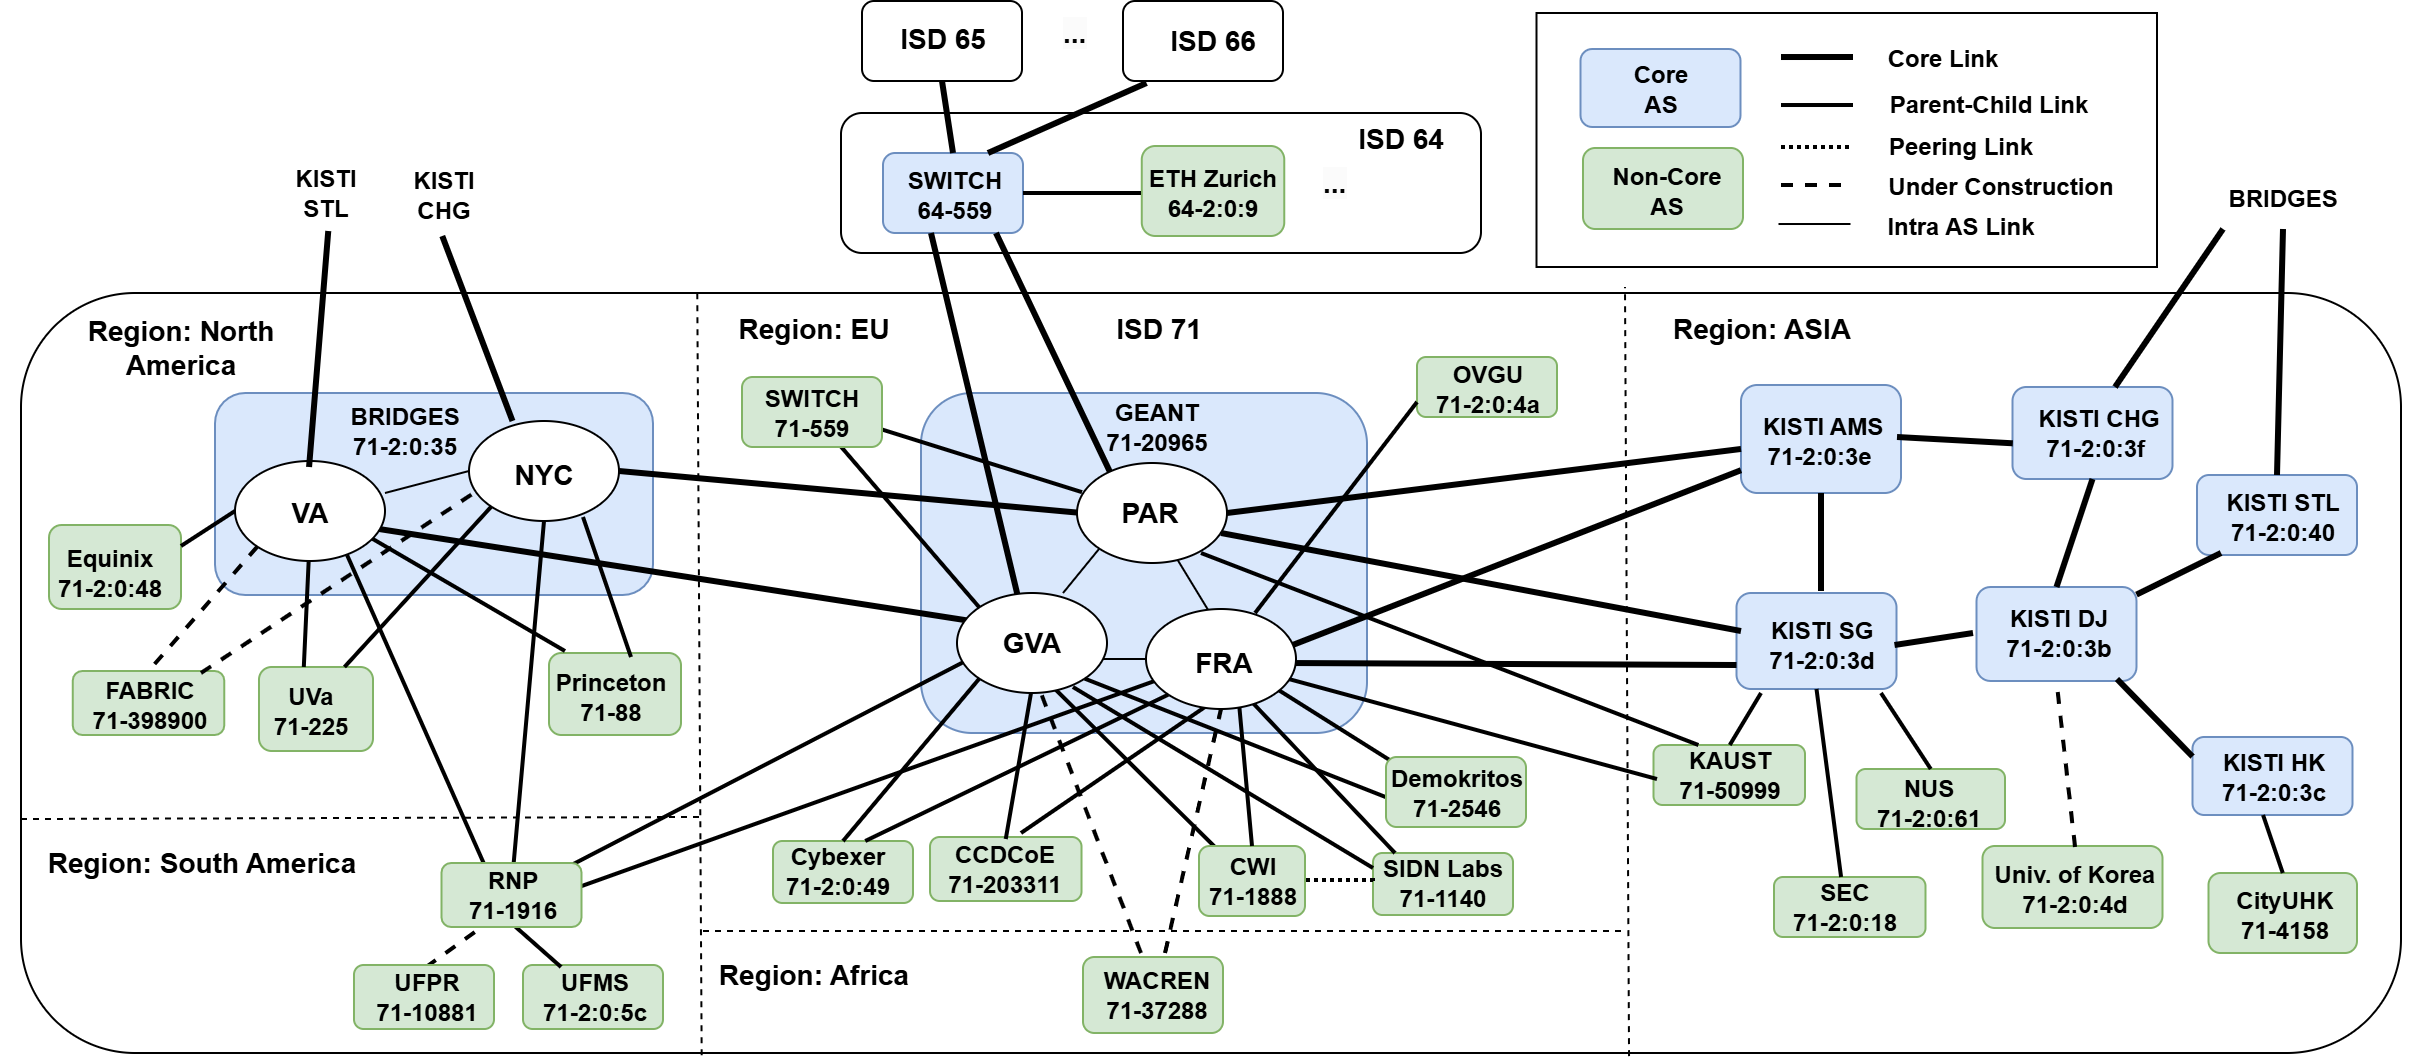 ISD 65
...
ISD 66
Core
AS
Core Link
Parent-Child Link
Non-Core
AS
Peering Link
Under Construction
Intra AS Link
ISD 64
SWITCH
64-559
ETH Zurich
64-2:0:9
...
KISTI
STL
KISTI
CHG
BRIDGES
Region: North
America
Region: EU
ISD 71
Region: ASIA
BRIDGES
71-2:0:35
VA
NYC
Equinix
71-2:0:48
FABRIC
71-398900
UVa
71-225
Princeton
71-88
SWITCH
71-559
GEANT
71-20965
PAR
GVA
FRA
OVGU
71-2:0:4a
KISTI AMS
71-2:0:3e
KISTI CHG
71-2:0:3f
KISTI STL
71-2:0:40
KISTI SG
71-2:0:3d
KISTI DJ
71-2:0:3b
KISTI HK
71-2:0:3c
Demokritos
71-2546
KAUST
71-50999
NUS
71-2:0:61
Region: South America
RNP
71-1916
Cybexer
71-2:0:49
CCDCoE
71-203311
CWI
71-1888
SIDN Labs
71-1140
SEC
71-2:0:18
Univ. of Korea
71-2:0:4d
CityUHK
71-4158
UFPR
71-10881
UFMS
71-2:0:5c
Region: Africa
WACREN
71-37288